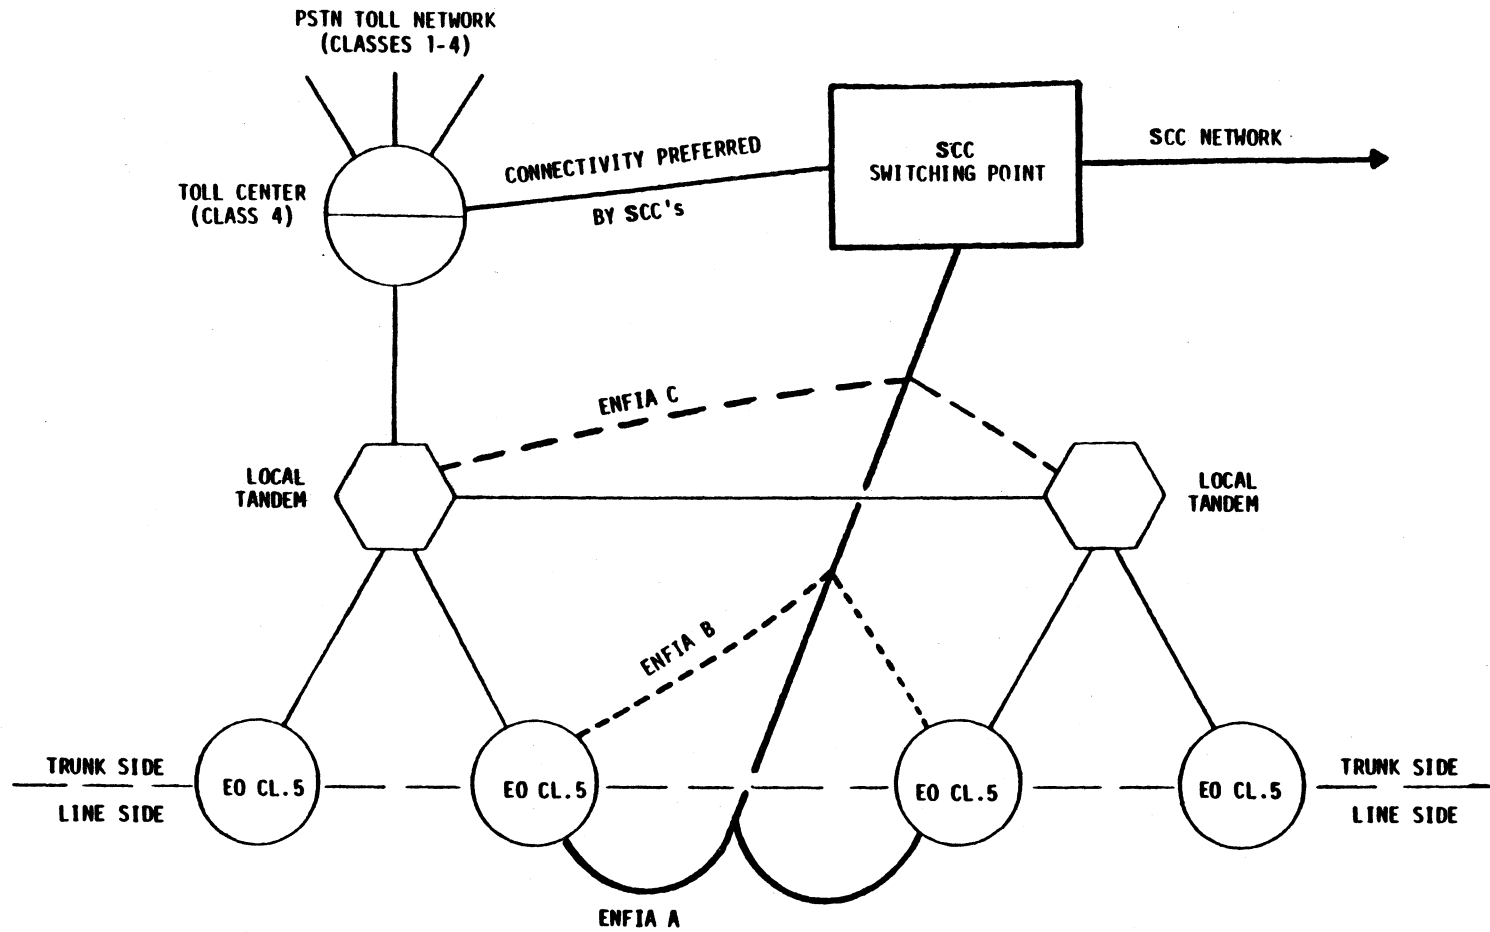 PSTN TOLL NETWORK
(CLASSES 1-4)
SCC NETWORK
CONNECTIVITY PREFERRED
BY SCC's
SCC
SWITCHING POINT
TOLL CENTER
(CLASS 4)
ENFIA C
LOCAL
TANDEM
LOCAL
TANDEM
ENFIA B
TRUNK SIDE
LINE SIDE
EO CL.5
EO CL.5
EO CL.5
EO CL.5
TRUNK SIDE
LINE SIDE
ENFIA A